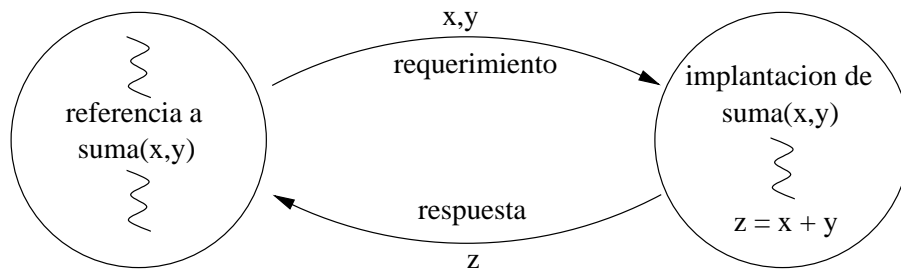 referencia a
suma(x,y)
x,y
requerimiento
respuesta
z
implantacion de
suma(x,y)
z = x + y